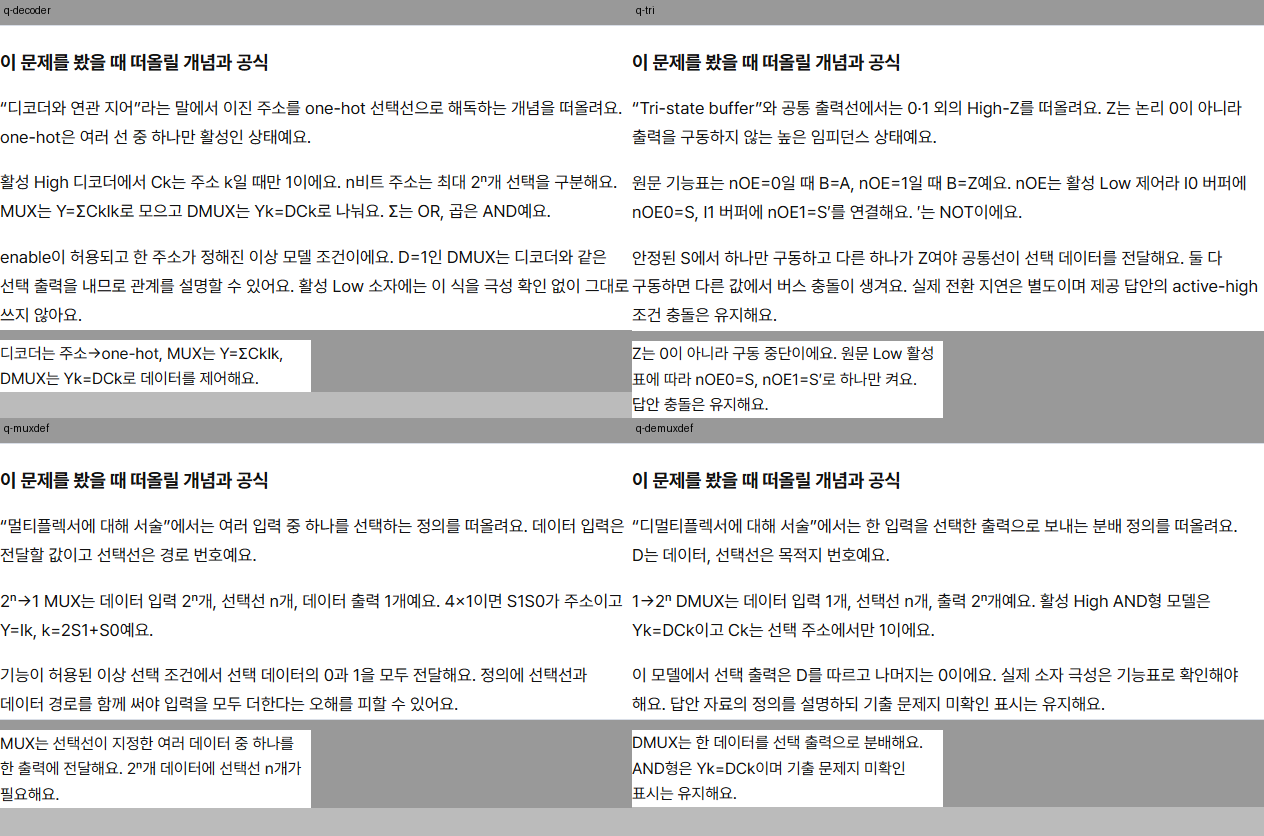 q-decoder
이 문제를 봤을 때 떠올릴 개념과 공식
“디코더와 연관 지어”라는 말에서 이진 주소를 one-hot 선택선으로 해독하는 개념을 떠올려요.
one-hot은 여러 선 중 하나만 활성인 상태예요.
활성 High 디코더에서 Ck는 주소 k일 때만 1이에요. n비트 주소는 최대 2ⁿ개 선택을 구분해요.
MUX는 Y=ΣCkIk로 모으고 DMUX는 Yk=DCk로 나눠요. Σ는 OR, 곱은 AND예요.
enable이 허용되고 한 주소가 정해진 이상 모델 조건이에요. D=1인 DMUX는 디코더와 같은
선택 출력을 내므로 관계를 설명할 수 있어요. 활성 Low 소자에는 이 식을 극성 확인 없이 그대로
쓰지 않아요.
디코더는 주소→one-hot, MUX는 Y=ΣCkIk,
DMUX는 Yk=DCk로 데이터를 제어해요.
q-tri
이 문제를 봤을 때 떠올릴 개념과 공식
“Tri-state buffer”와 공통 출력선에서는 0·1 외의 High-Z를 떠올려요. Z는 논리 0이 아니라
출력을 구동하지 않는 높은 임피던스 상태예요.
원문 기능표는 nOE=0일 때 B=A, nOE=1일 때 B=Z예요. nOE는 활성 Low 제어라 I0 버퍼에
nOE0=S, I1 버퍼에 nOE1=S′를 연결해요. ′는 NOT이에요.
안정된 S에서 하나만 구동하고 다른 하나가 Z여야 공통선이 선택 데이터를 전달해요. 둘 다
구동하면 다른 값에서 버스 충돌이 생겨요. 실제 전환 지연은 별도이며 제공 답안의 active-high
조건 충돌은 유지해요.
Z는 0이 아니라 구동 중단이에요. 원문 Low 활성
표에 따라 nOE0=S, nOE1=S′로 하나만 켜요.
답안 충돌은 유지해요.
q-muxdef
이 문제를 봤을 때 떠올릴 개념과 공식
“멀티플렉서에 대해 서술”에서는 여러 입력 중 하나를 선택하는 정의를 떠올려요. 데이터 입력은
전달할 값이고 선택선은 경로 번호예요.
2ⁿ→1 MUX는 데이터 입력 2ⁿ개, 선택선 n개, 데이터 출력 1개예요. 4×1이면 S1S0가 주소이고
Y=Ik, k=2S1+S0예요.
기능이 허용된 이상 선택 조건에서 선택 데이터의 0과 1을 모두 전달해요. 정의에 선택선과
데이터 경로를 함께 써야 입력을 모두 더한다는 오해를 피할 수 있어요.
MUX는 선택선이 지정한 여러 데이터 중 하나를
한 출력에 전달해요. 2ⁿ개 데이터에 선택선 n개가
필요해요.
q-demuxdef
이 문제를 봤을 때 떠올릴 개념과 공식
“디멀티플렉서에 대해 서술”에서는 한 입력을 선택한 출력으로 보내는 분배 정의를 떠올려요.
D는 데이터, 선택선은 목적지 번호예요.
1→2ⁿ DMUX는 데이터 입력 1개, 선택선 n개, 출력 2ⁿ개예요. 활성 High AND형 모델은
Yk=DCk이고 Ck는 선택 주소에서만 1이에요.
이 모델에서 선택 출력은 D를 따르고 나머지는 0이에요. 실제 소자 극성은 기능표로 확인해야
해요. 답안 자료의 정의를 설명하되 기출 문제지 미확인 표시는 유지해요.
DMUX는 한 데이터를 선택 출력으로 분배해요.
AND형은 Yk=DCk이며 기출 문제지 미확인
표시는 유지해요.